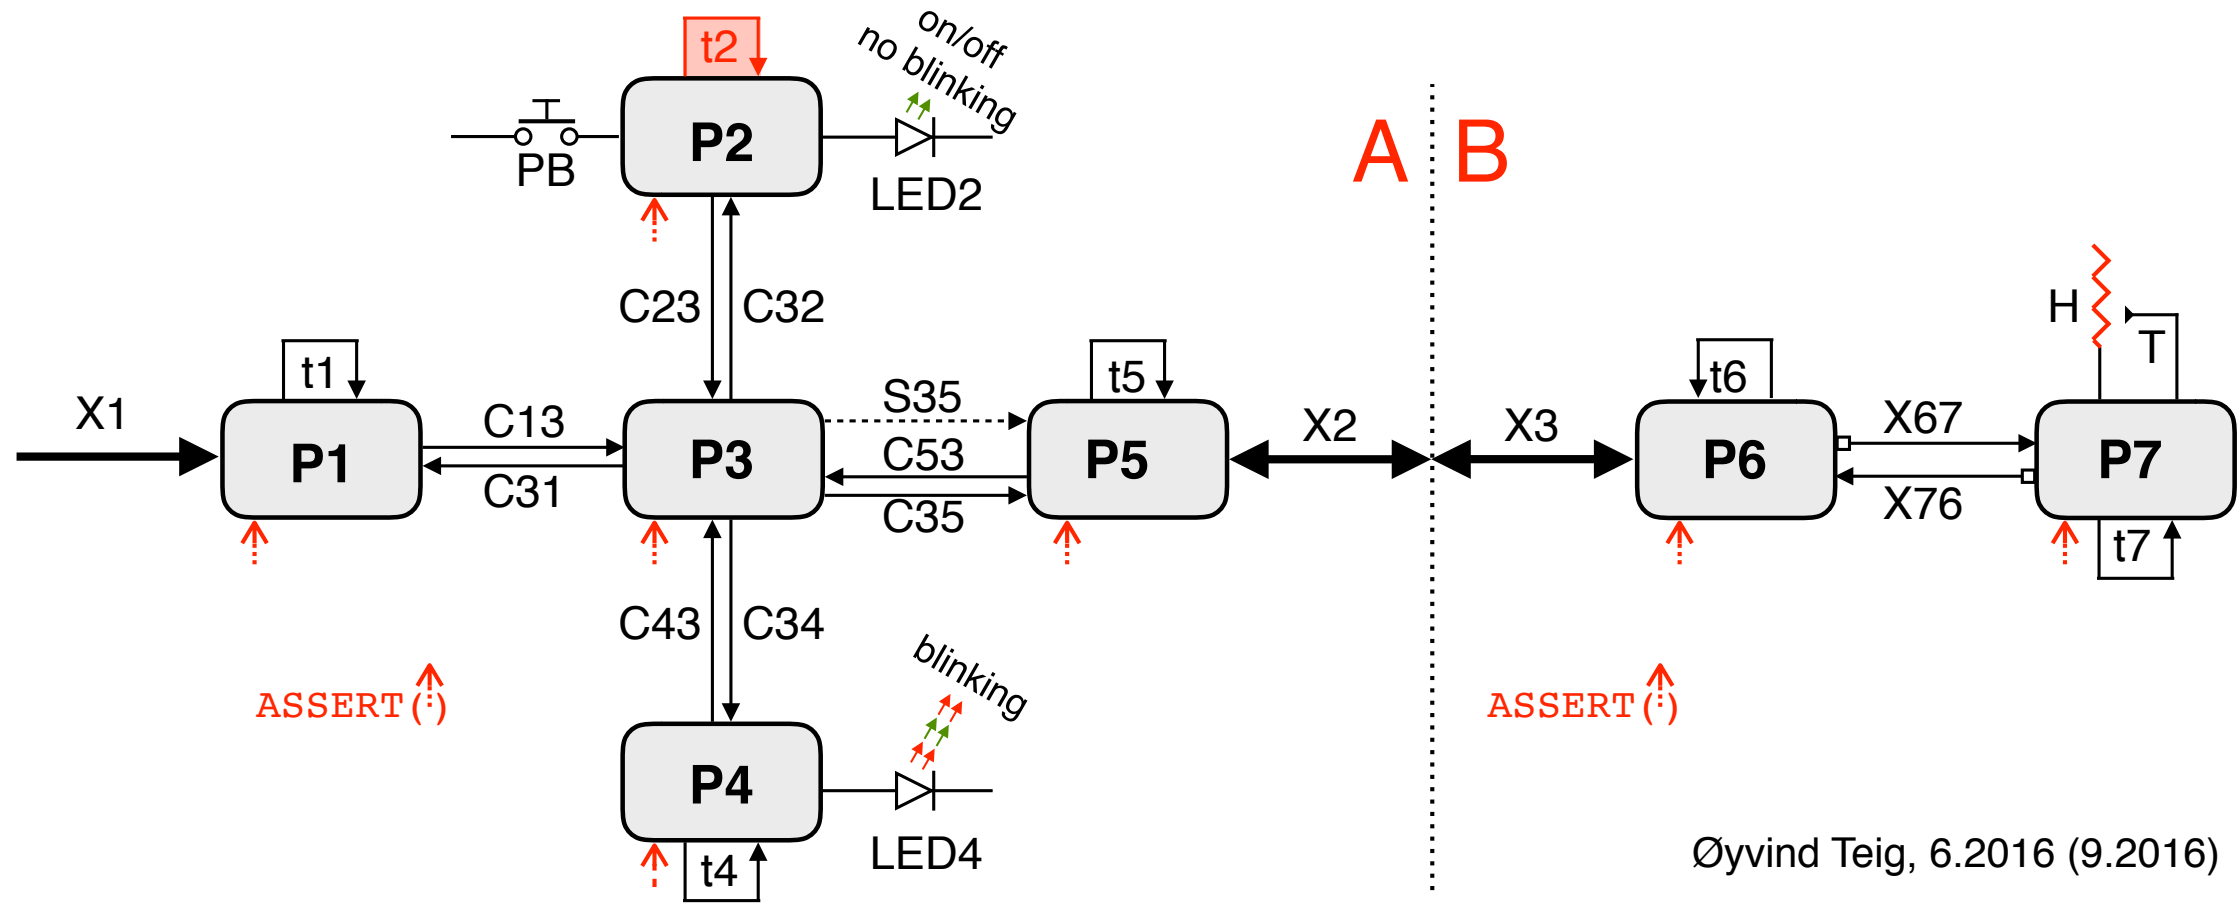 t2
on/off
no blinking
P2
PB
LED2
A
B
C23
C32
H
T
X1
t1
P1
C13
C31
P3
S35
C53
C35
t5
P5
X2
X3
t6
P6
X67
X76
P7
t7
C43
C34
ASSERT( )
blinking
ASSERT( )
P4
LED4
t4
Øyvind Teig, 6.2016 (9.2016)